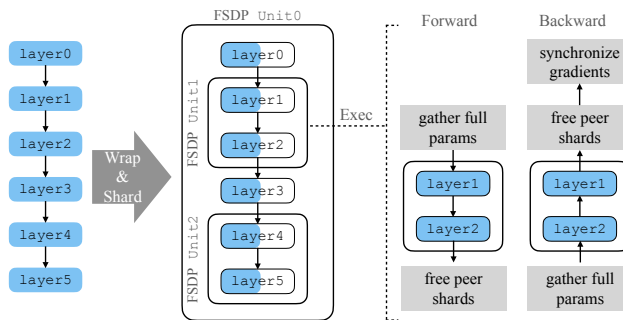 layer0
layer1
layer2
layer3
layer4
layer5
Wrap
&
Shard
FSDP Unit0
FSDP Unit1
FSDP Unit2
layer0
layer1
layer2
layer3
layer4
layer5
Exec
Forward
gather full
params
layer1
layer2
free peer
shards
Backward
synchronize
gradients
free peer
shards
layer1
layer2
gather full
params